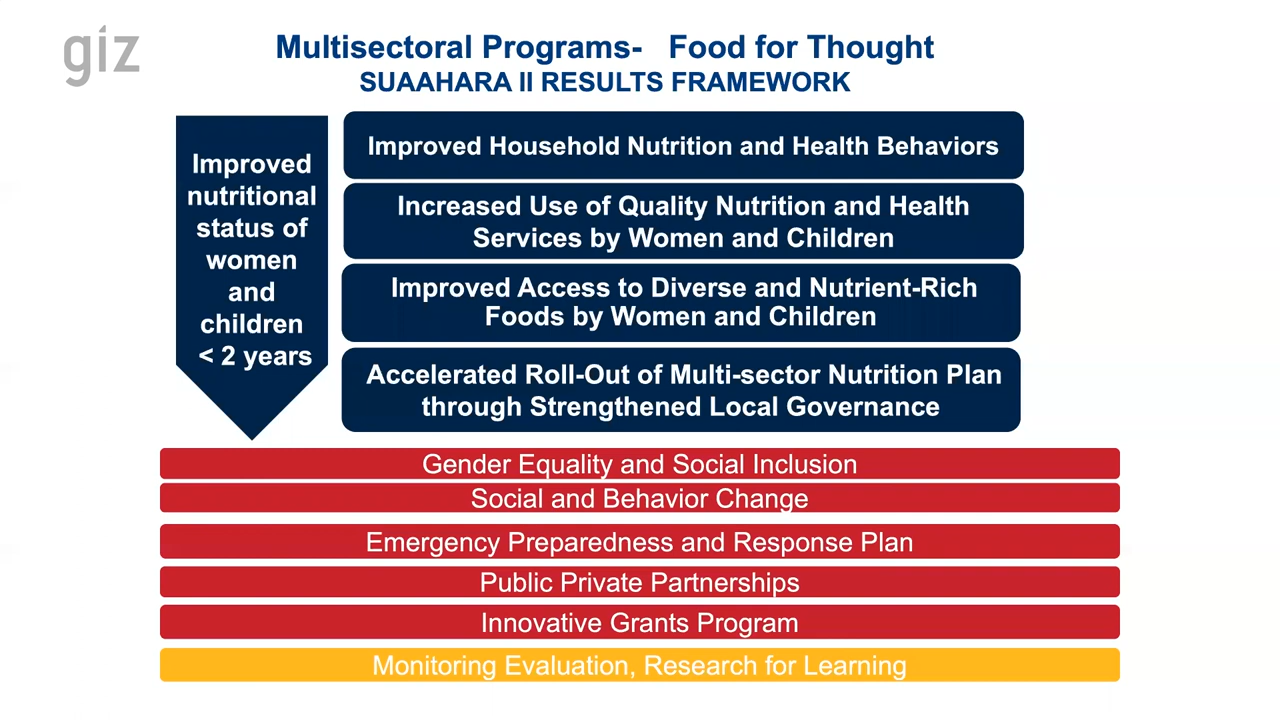 giz
Multisectoral Programs- Food for Thought
SUAAHARA II RESULTS FRAMEWORK
Improved
nutritional
status of
women
and
children
< 2 years
Improved Household Nutrition and Health Behaviors
Increased Use of Quality Nutrition and Health
Services by Women and Children
Improved Access to Diverse and Nutrient-Rich
Foods by Women and Children
Accelerated Roll-Out of Multi-sector Nutrition Plan
through Strengthened Local Governance
Gender Equality and Social Inclusion
Social and Behavior Change
Emergency Preparedness and Response Plan
Public Private Partnerships
Innovative Grants Program
Monitoring Evaluation, Research for Learning